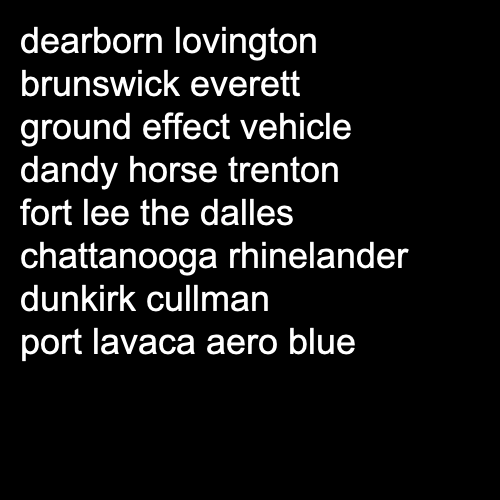 dearborn lovington
brunswick everett
ground effect vehicle
dandy horse trenton
fort lee the dalles
chattanooga rhinelander
dunkirk cullman
port lavaca aero blue